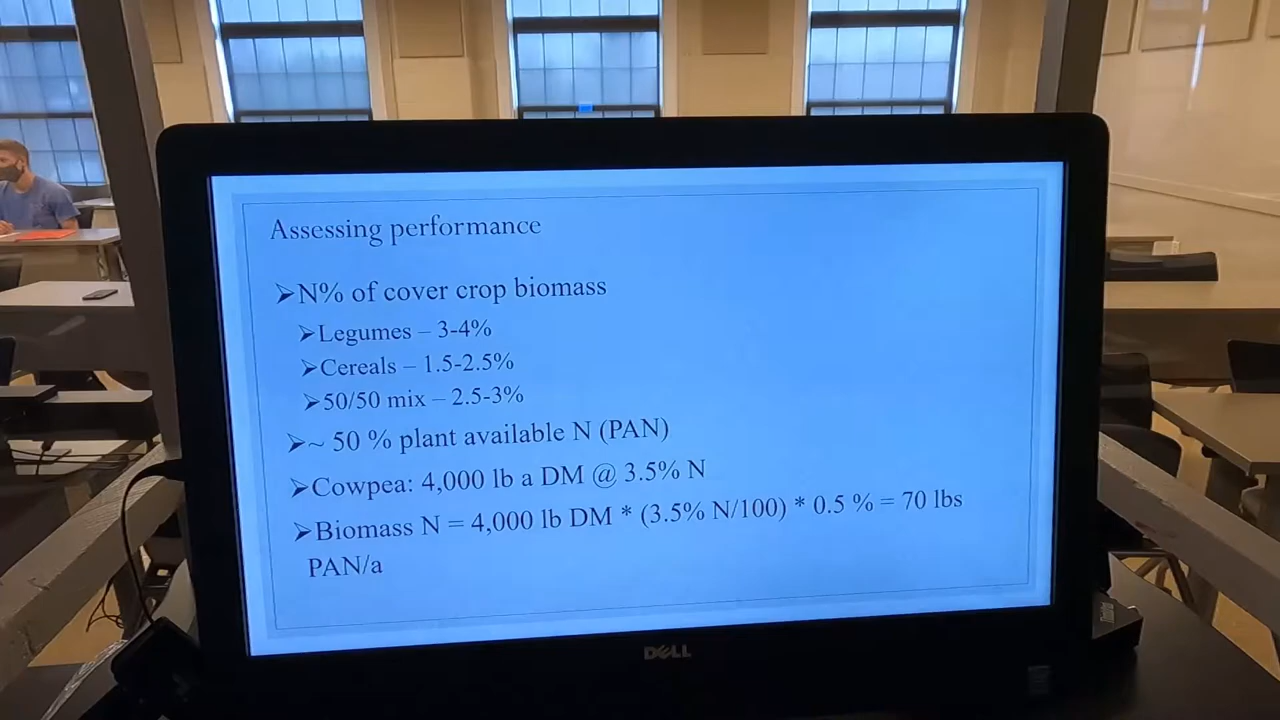 Assessing performance
➢N% of cover crop biomass
➢Legumes – 3-4%
➢Cereals – 1.5-2.5%
➢50/50 mix – 2.5-3%
➢~ 50 % plant available N (PAN)
➢Cowpea: 4,000 lb a DM @ 3.5% N
➢Biomass N = 4,000 lb DM * (3.5% N/100) * 0.5 % = 70 lbs
PAN/a
DELL